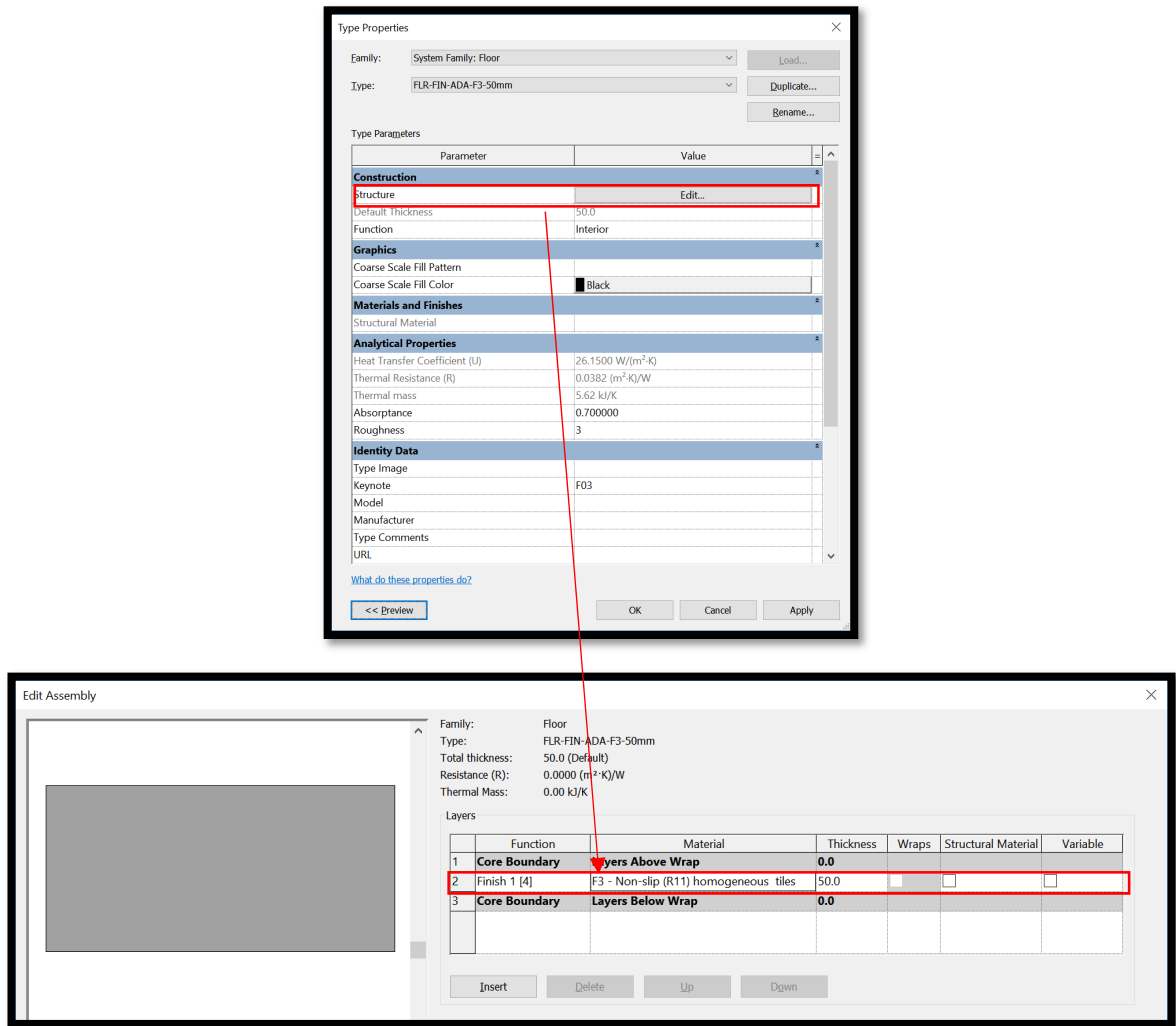 Type Properties
Family: System Family: Floor Load...
Type: FLR-FIN-ADA-F3-50mm Duplicate...
Rename...
Type Parameters
Parameter Value =
Construction
Structure Edit...
Default Thickness 50.0
Function Interior
Graphics
Coarse Scale Fill Pattern
Coarse Scale Fill Color Black
Materials and Finishes
Structural Material
Analytical Properties
Heat Transfer Coefficient (U) 26.1500 W/(m²·K)
Thermal Resistance (R) 0.0382 (m²·K)/W
Thermal mass 5.62 kJ/K
Absorptance 0.700000
Roughness 3
Identity Data
Type Image
Keynote F03
Model
Manufacturer
Type Comments
URL
What do these properties do?
<< Preview OK Cancel Apply
Edit Assembly
Family: Floor
Type: FLR-FIN-ADA-F3-50mm
Total thickness: 50.0 (Default)
Resistance (R): 0.0000 (m²·K)/W
Thermal Mass: 0.00 kJ/K
Layers
Function Material Thickness Wraps Structural Material Variable
1 Core Boundary Layers Above Wrap 0.0
2 Finish 1 [4] F3 - Non-slip (R11) homogeneous tiles 50.0
3 Core Boundary Layers Below Wrap 0.0
Insert Delete Up Down